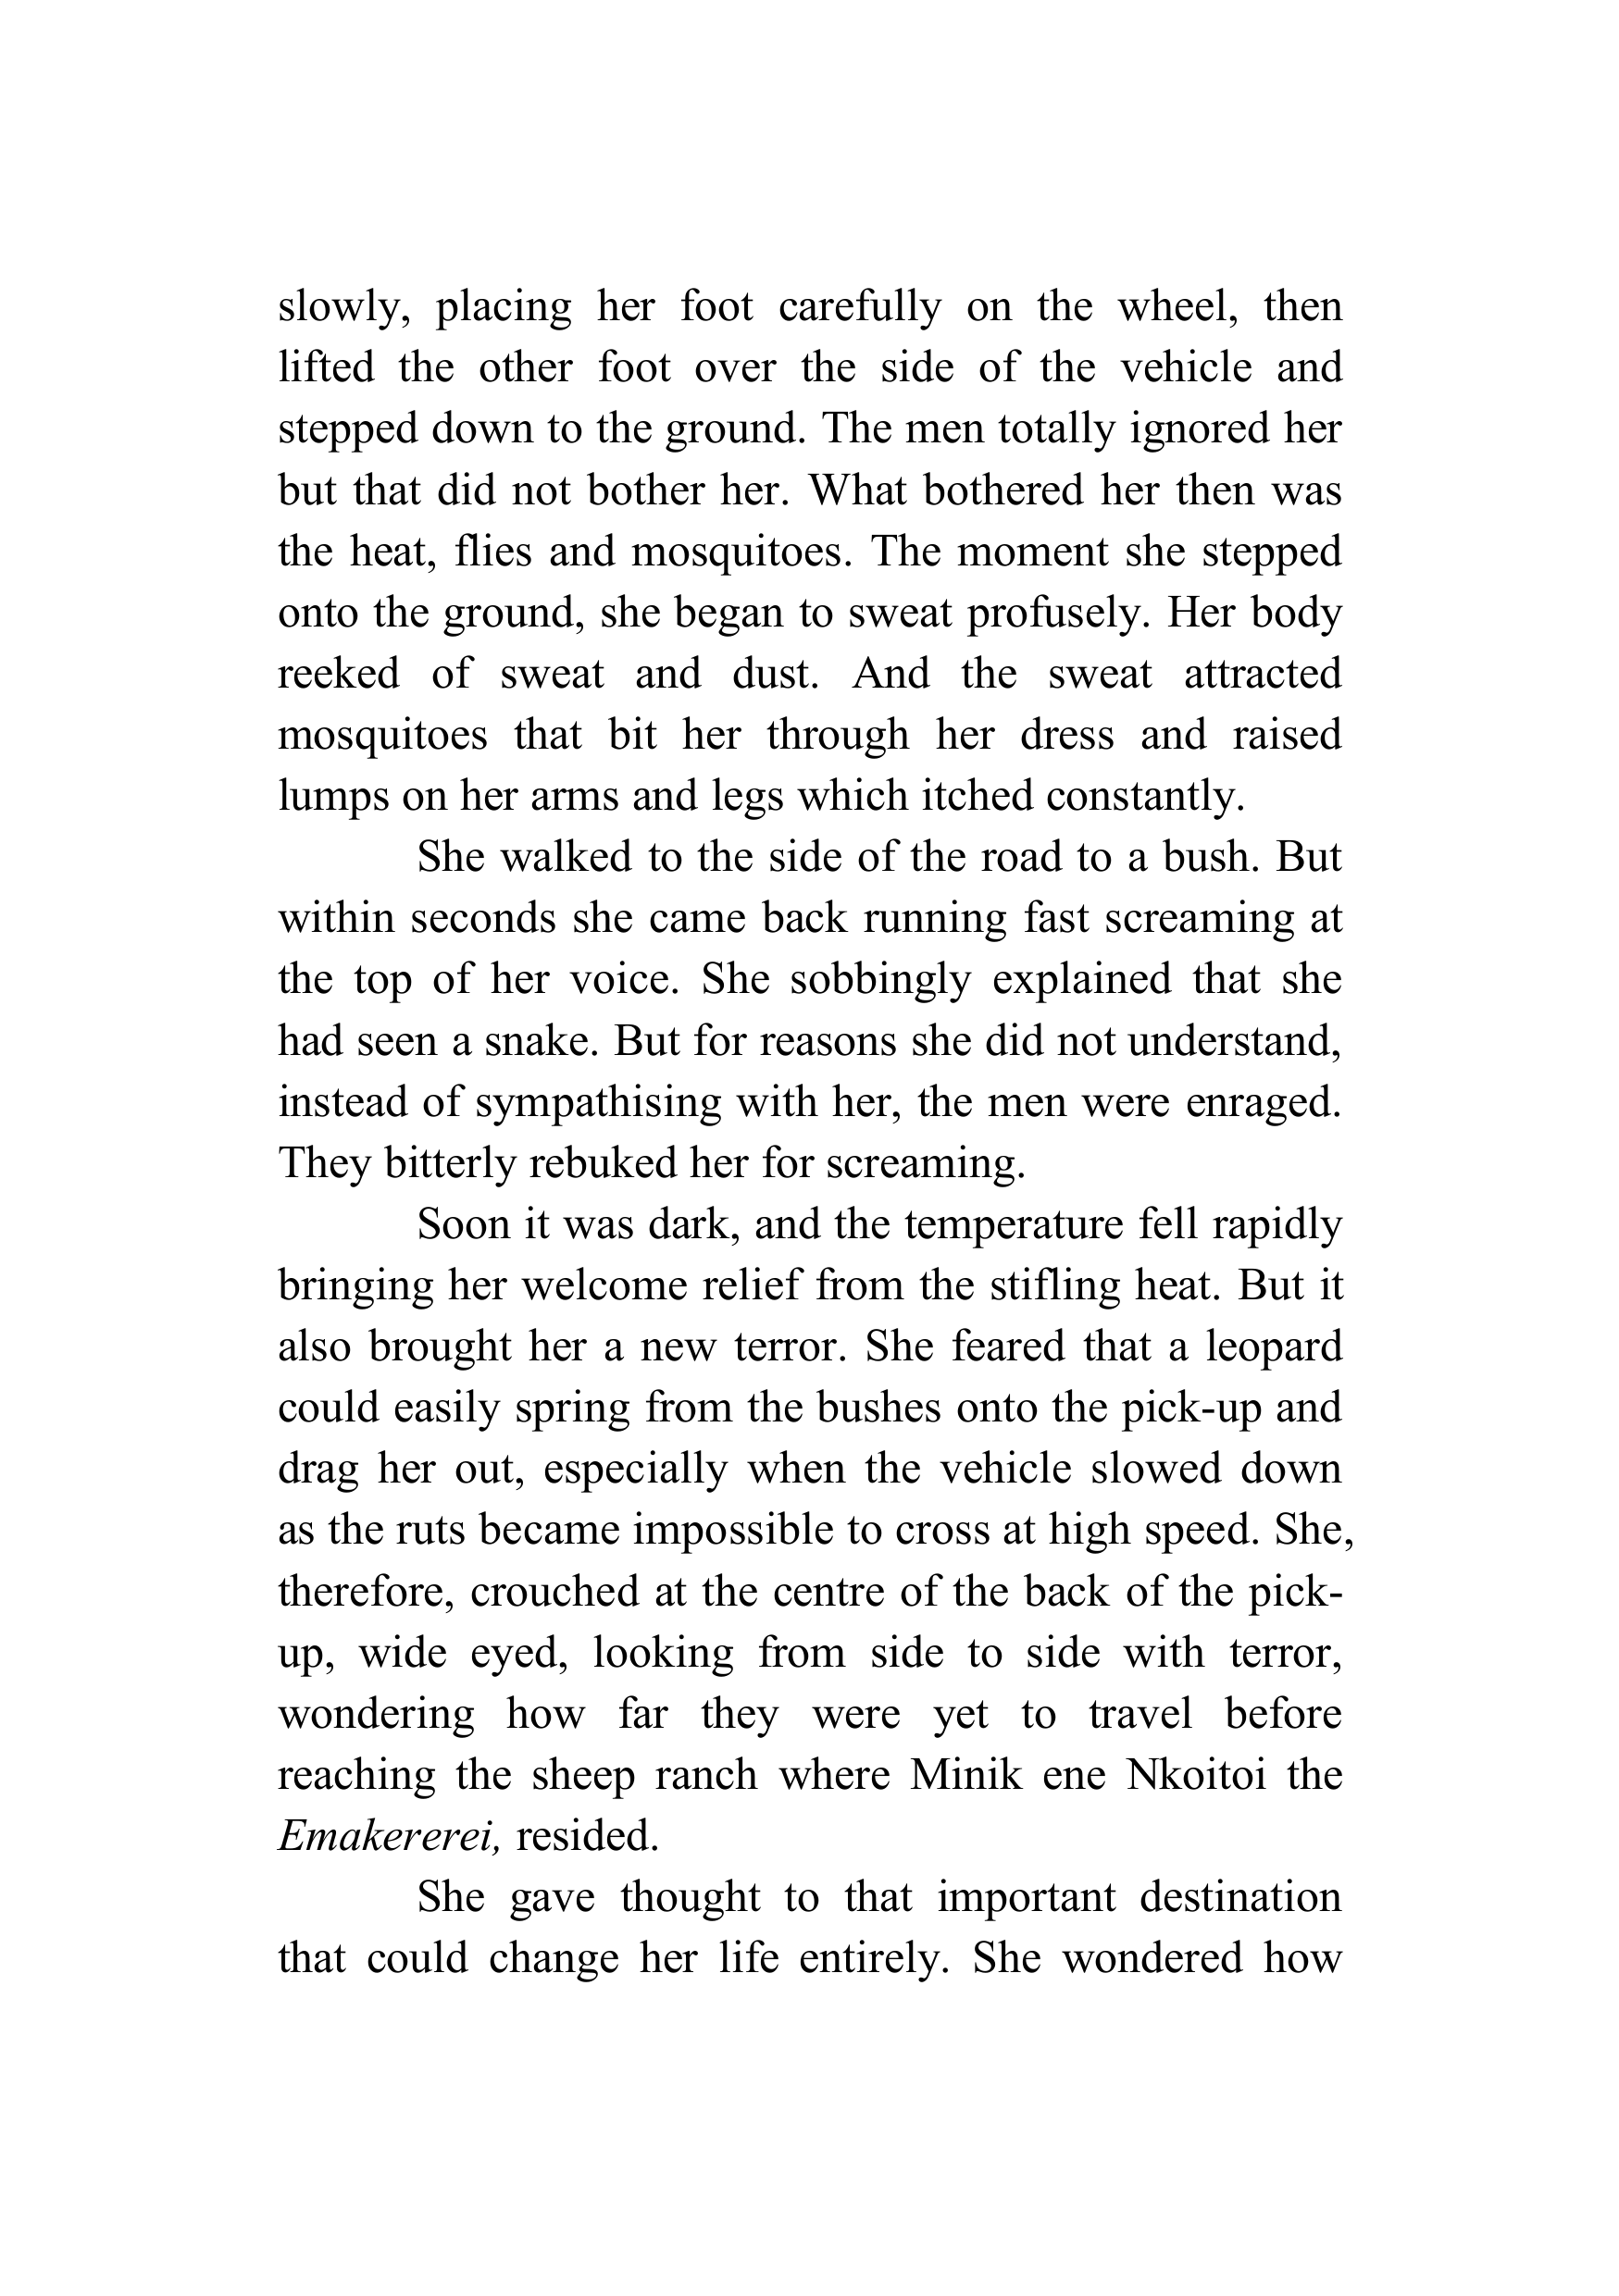 slowly, placing her foot carefully on the wheel, then
lifted the other foot over the side of the vehicle and
stepped down to the ground. The men totally ignored her
but that did not bother her. What bothered her then was
the heat, flies and mosquitoes. The moment she stepped
onto the ground, she began to sweat profusely. Her body
reeked of sweat and dust. And the sweat attracted
mosquitoes that bit her through her dress and raised
lumps on her arms and legs which itched constantly.
She walked to the side of the road to a bush. But
within seconds she came back running fast screaming at
the top of her voice. She sobbingly explained that she
had seen a snake. But for reasons she did not understand,
instead of sympathising with her, the men were enraged.
They bitterly rebuked her for screaming.
Soon it was dark, and the temperature fell rapidly
bringing her welcome relief from the stifling heat. But it
also brought her a new terror. She feared that a leopard
could easily spring from the bushes onto the pick-up and
drag her out, especially when the vehicle slowed down
as the ruts became impossible to cross at high speed. She,
therefore, crouched at the centre of the back of the pick-
up, wide eyed, looking from side to side with terror,
wondering how far they were yet to travel before
reaching the sheep ranch where Minik ene Nkoitoi the
Emakererei, resided.
She gave thought to that important destination
that could change her life entirely. She wondered how